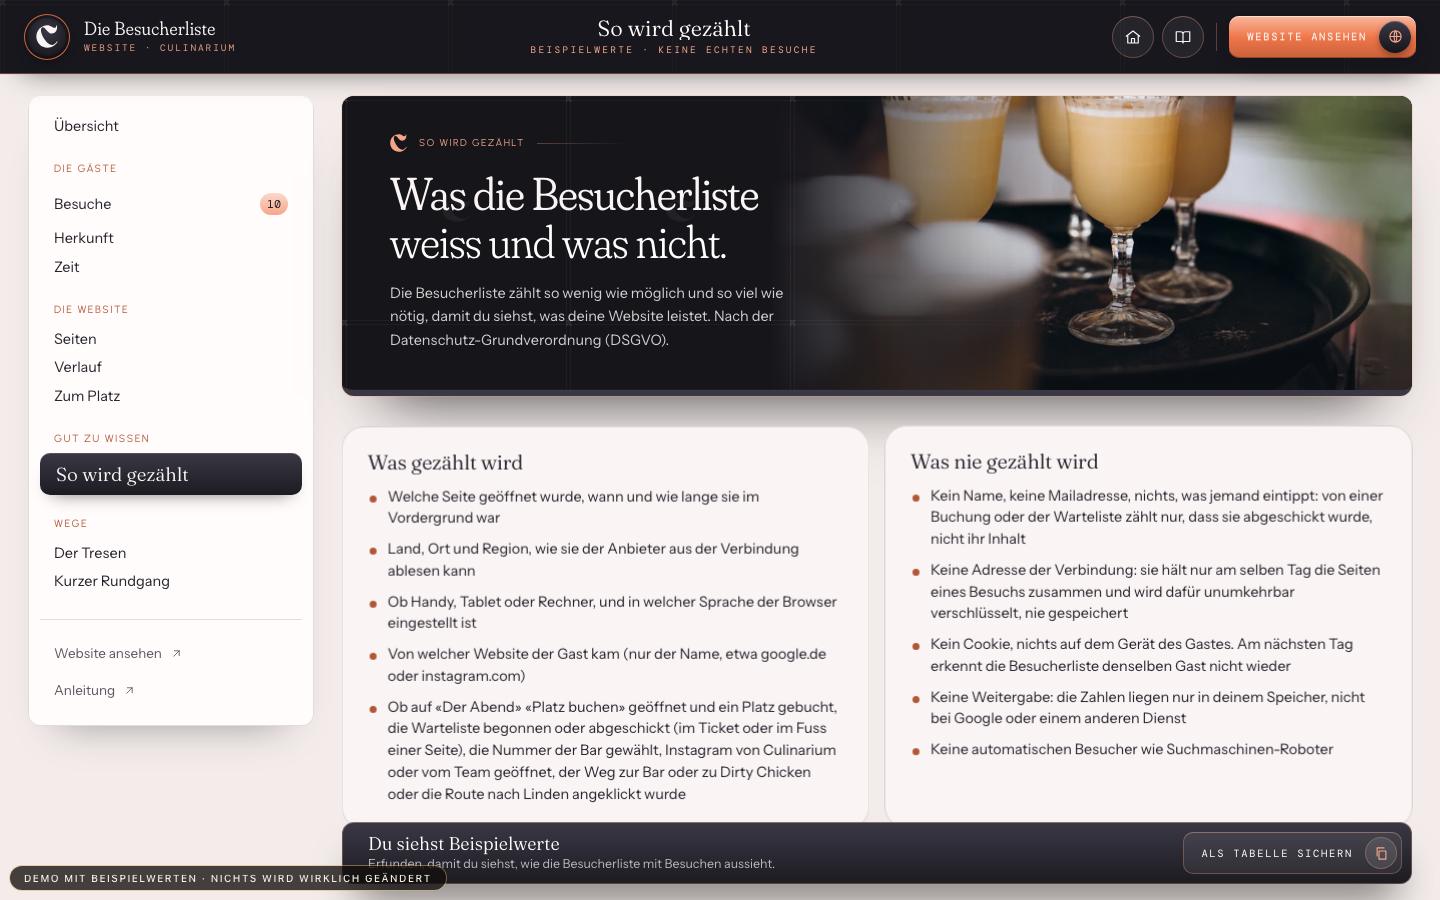 Die Besucherliste
WEBSITE · CULINARIUM
So wird gezählt
BEISPIELWERTE · KEINE ECHTEN BESUCHE
WEBSITE ANSEHEN
Übersicht
DIE GÄSTE
Besuche 10
Herkunft
Zeit
DIE WEBSITE
Seiten
Verlauf
Zum Platz
GUT ZU WISSEN
So wird gezählt
WEGE
Der Tresen
Kurzer Rundgang
Website ansehen
Anleitung
SO WIRD GEZÄHLT
Was die Besucherliste
weiss und was nicht.
Die Besucherliste zählt so wenig wie möglich und so viel wie
nötig, damit du siehst, was deine Website leistet. Nach der
Datenschutz-Grundverordnung (DSGVO).
Was gezählt wird
Welche Seite geöffnet wurde, wann und wie lange sie im
Vordergrund war
Land, Ort und Region, wie sie der Anbieter aus der Verbindung
ablesen kann
Ob Handy, Tablet oder Rechner, und in welcher Sprache der Browser
eingestellt ist
Von welcher Website der Gast kam (nur der Name, etwa google.de
oder instagram.com)
Ob auf «Der Abend» «Platz buchen» geöffnet und ein Platz gebucht,
die Warteliste begonnen oder abgeschickt (im Ticket oder im Fuss
einer Seite), die Nummer der Bar gewählt, Instagram von Culinarium
oder vom Team geöffnet, der Weg zur Bar oder zu Dirty Chicken
oder die Route nach Linden angeklickt wurde
Was nie gezählt wird
Kein Name, keine Mailadresse, nichts, was jemand eintippt: von einer
Buchung oder der Warteliste zählt nur, dass sie abgeschickt wurde,
nicht ihr Inhalt
Keine Adresse der Verbindung: sie hält nur am selben Tag die Seiten
eines Besuchs zusammen und wird dafür unumkehrbar
verschlüsselt, nie gespeichert
Kein Cookie, nichts auf dem Gerät des Gastes. Am nächsten Tag
erkennt die Besucherliste denselben Gast nicht wieder
Keine Weitergabe: die Zahlen liegen nur in deinem Speicher, nicht
bei Google oder einem anderen Dienst
Keine automatischen Besucher wie Suchmaschinen-Roboter
Du siehst Beispielwerte
Erfunden, damit du siehst, wie die Besucherliste mit Besuchen aussieht.
ALS TABELLE SICHERN
DEMO MIT BEISPIELWERTEN · NICHTS WIRD WIRKLICH GEÄNDERT